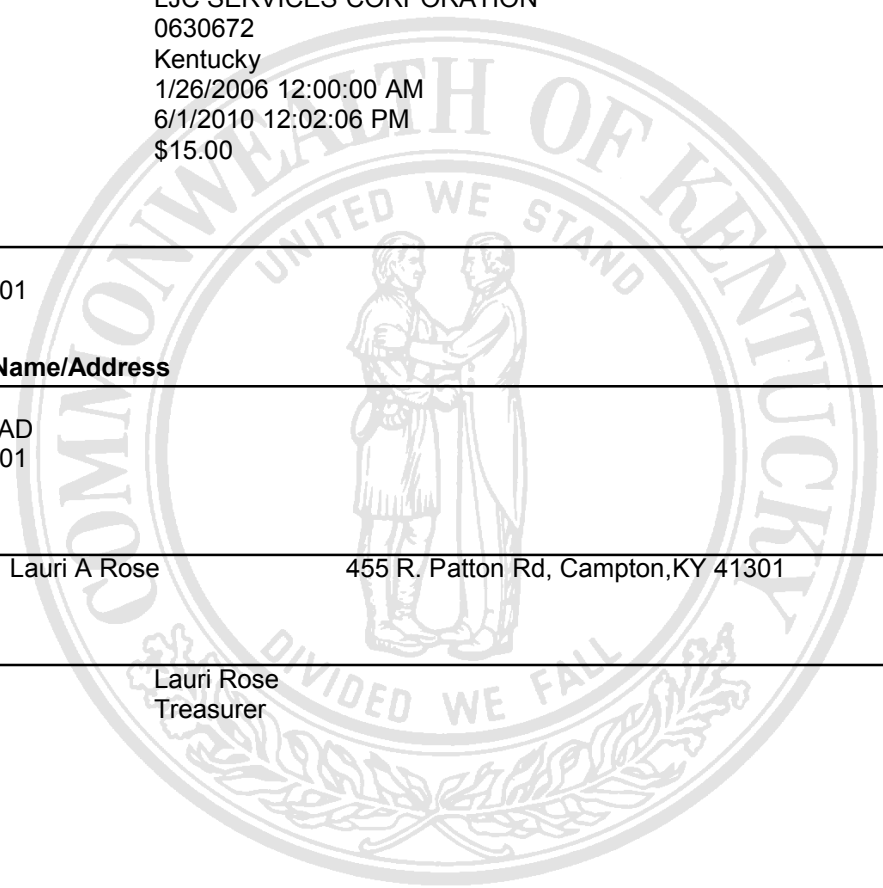 LJC SERVICES CORPORATION
0630672
Kentucky
1/26/2006 12:00:00 AM
6/1/2010 12:02:06 PM
$15.00
01
Name/Address
AD
01
Lauri A Rose 455 R. Patton Rd, Campton,KY 41301
Lauri Rose
Treasurer
COMMONWEALTH OF KENTUCKY
UNITED WE STAND
DIVIDED WE FALL